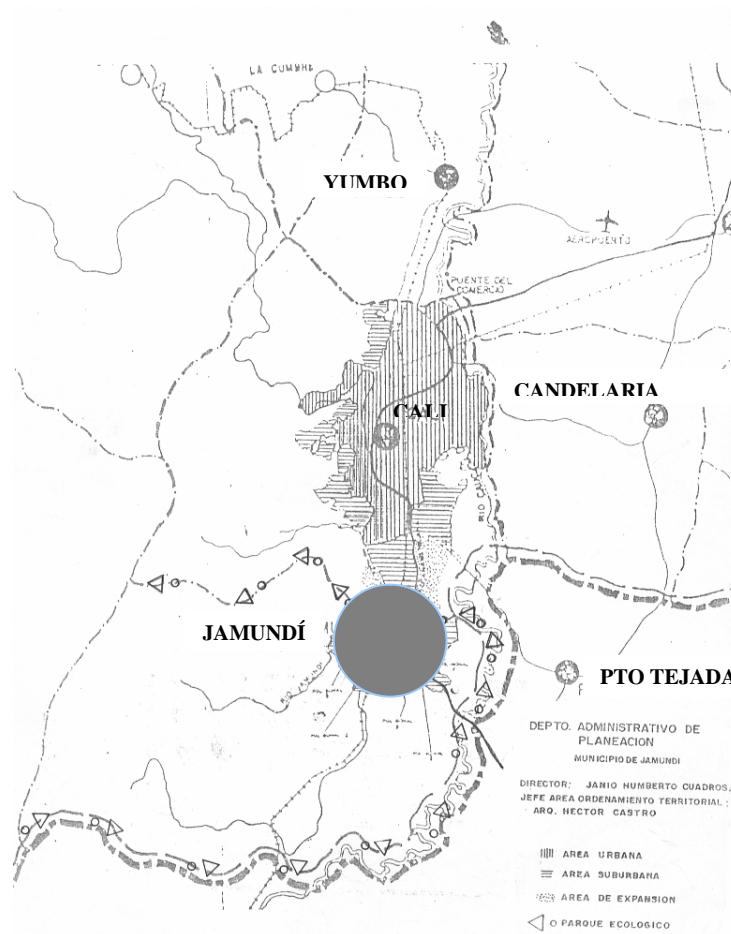 LA CUMBRE
YUMBO
AEROPUERTO
PUENTE DEL
COMERCIO
CANDELARIA
CALI
RIO CAUCA
JAMUNDÍ
RIO JAMUNDI
PTO TEJADA
DEPTO. ADMINISTRATIVO DE
PLANEACION
MUNICIPIO DE JAMUNDI
DIRECTOR; JANIO HUMBERTO CUADROS,
JEFE AREA ORDENAMIENTO TERRITORIAL:
ARQ. HECTOR CASTRO
AREA URBANA
AREA SUBURBANA
AREA DE EXPANSION
PARQUE ECOLOGICO